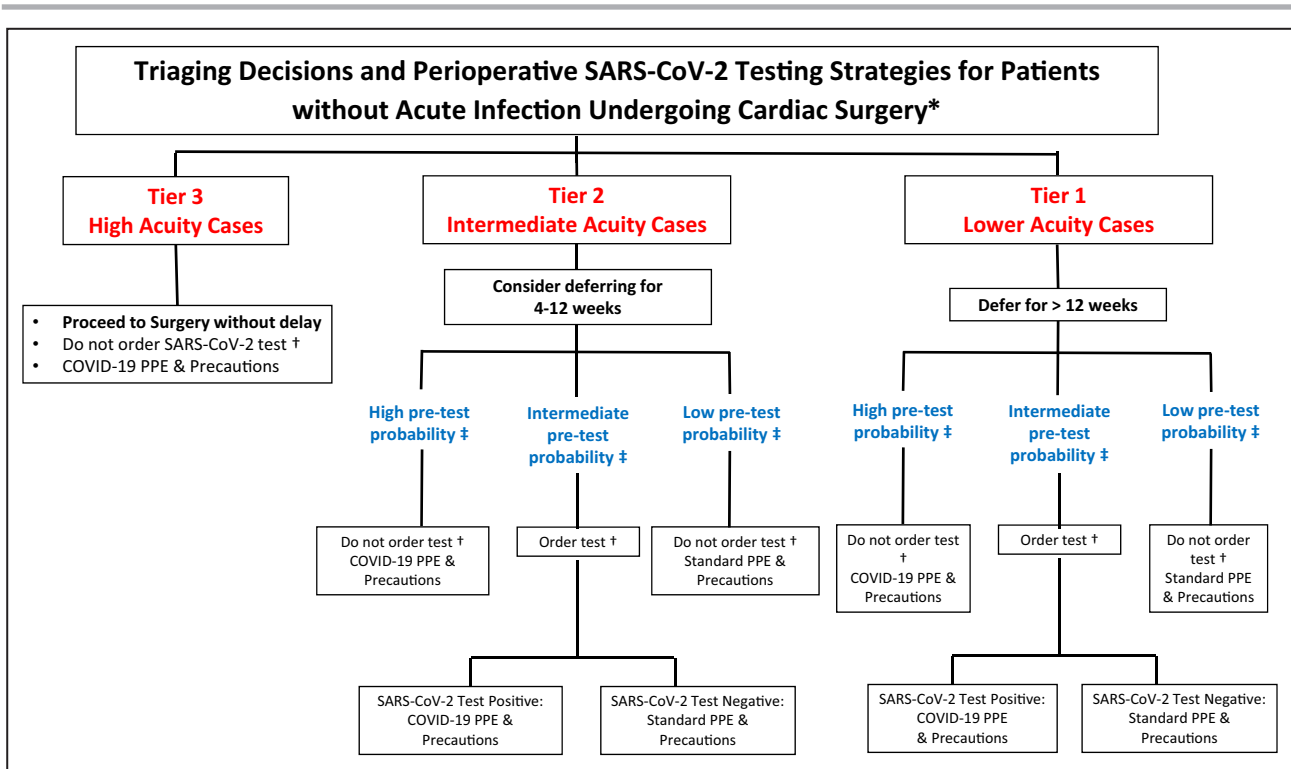 Triaging Decisions and Perioperative SARS-CoV-2 Testing Strategies for Patients
without Acute Infection Undergoing Cardiac Surgery*
Tier 3
High Acuity Cases
• Proceed to Surgery without delay
• Do not order SARS-CoV-2 test †
• COVID-19 PPE & Precautions
Tier 2
Intermediate Acuity Cases
Consider deferring for
4-12 weeks
High pre-test
probability ‡
Do not order test †
COVID-19 PPE &
Precautions
Intermediate
pre-test
probability ‡
Order test †
SARS-CoV-2 Test Positive:
COVID-19 PPE &
Precautions
SARS-CoV-2 Test Negative:
Standard PPE &
Precautions
Low pre-test
probability ‡
Do not order test †
Standard PPE &
Precautions
Tier 1
Lower Acuity Cases
Defer for > 12 weeks
High pre-test
probability ‡
Do not order test
†
COVID-19 PPE &
Precautions
Intermediate
pre-test
probability ‡
Order test †
SARS-CoV-2 Test Positive:
COVID-19 PPE
& Precautions
SARS-CoV-2 Test Negative:
Standard PPE &
Precautions
Low pre-test
probability ‡
Do not order
test †
Standard PPE
& Precautions